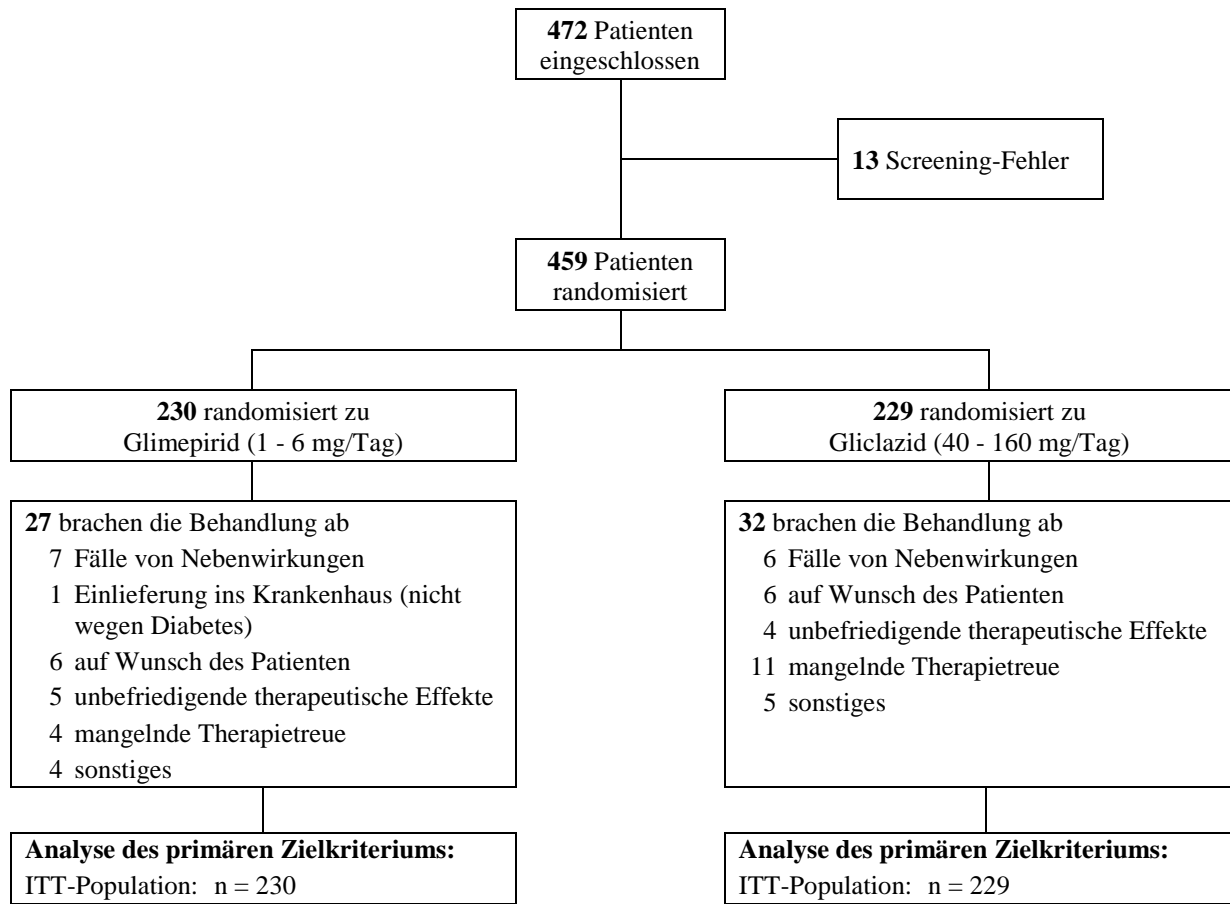 472 Patienten
eingeschlossen
13 Screening-Fehler
459 Patienten
randomisiert
230 randomisiert zu
Glimepirid (1 - 6 mg/Tag)
229 randomisiert zu
Gliclazid (40 - 160 mg/Tag)
27 brachen die Behandlung ab
7 Fälle von Nebenwirkungen
1 Einlieferung ins Krankenhaus (nicht
wegen Diabetes)
6 auf Wunsch des Patienten
5 unbefriedigende therapeutische Effekte
4 mangelnde Therapietreue
4 sonstiges
32 brachen die Behandlung ab
6 Fälle von Nebenwirkungen
6 auf Wunsch des Patienten
4 unbefriedigende therapeutische Effekte
11 mangelnde Therapietreue
5 sonstiges
Analyse des primären Zielkriteriums:
ITT-Population: n = 230
Analyse des primären Zielkriteriums:
ITT-Population: n = 229